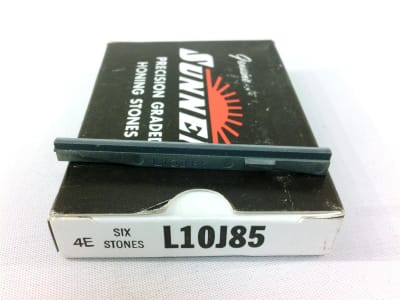 Genuine
SUNNEN
PRECISION GRADED
HONING STONES
4E SIX STONES L10J85